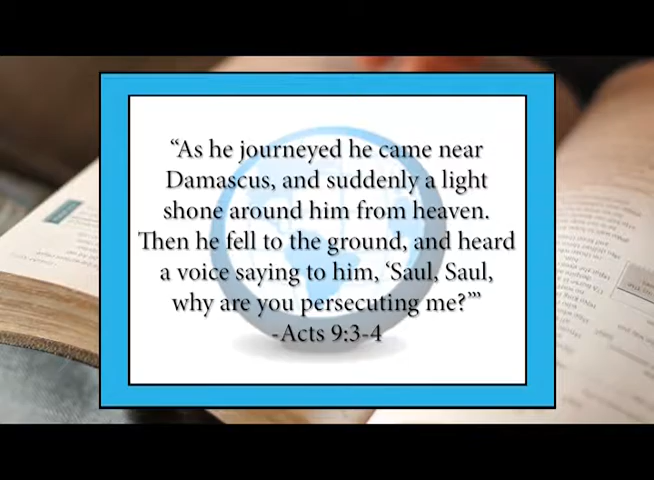 “As he journeyed he came near
Damascus, and suddenly a light
shone around him from heaven.
Then he fell to the ground, and heard
a voice saying to him, ‘Saul, Saul,
why are you persecuting me?’”
-Acts 9:3-4